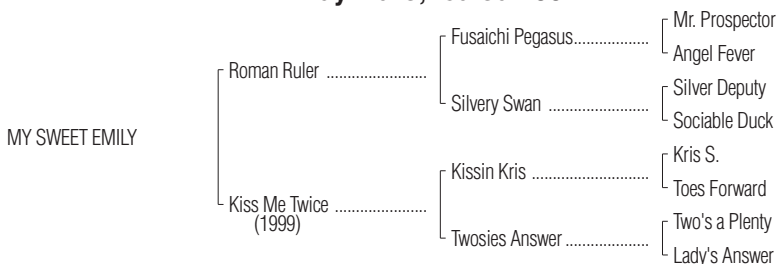 Fusaichi Pegasus..................
Mr. Prospector
Angel Fever
Roman Ruler ........................
Silvery Swan ........................
Silver Deputy
Sociable Duck
MY SWEET EMILY
Kissin Kris ............................
Kris S.
Toes Forward
Kiss Me Twice ......................
(1999)
Twosies Answer....................
Two's a Plenty
Lady's Answer